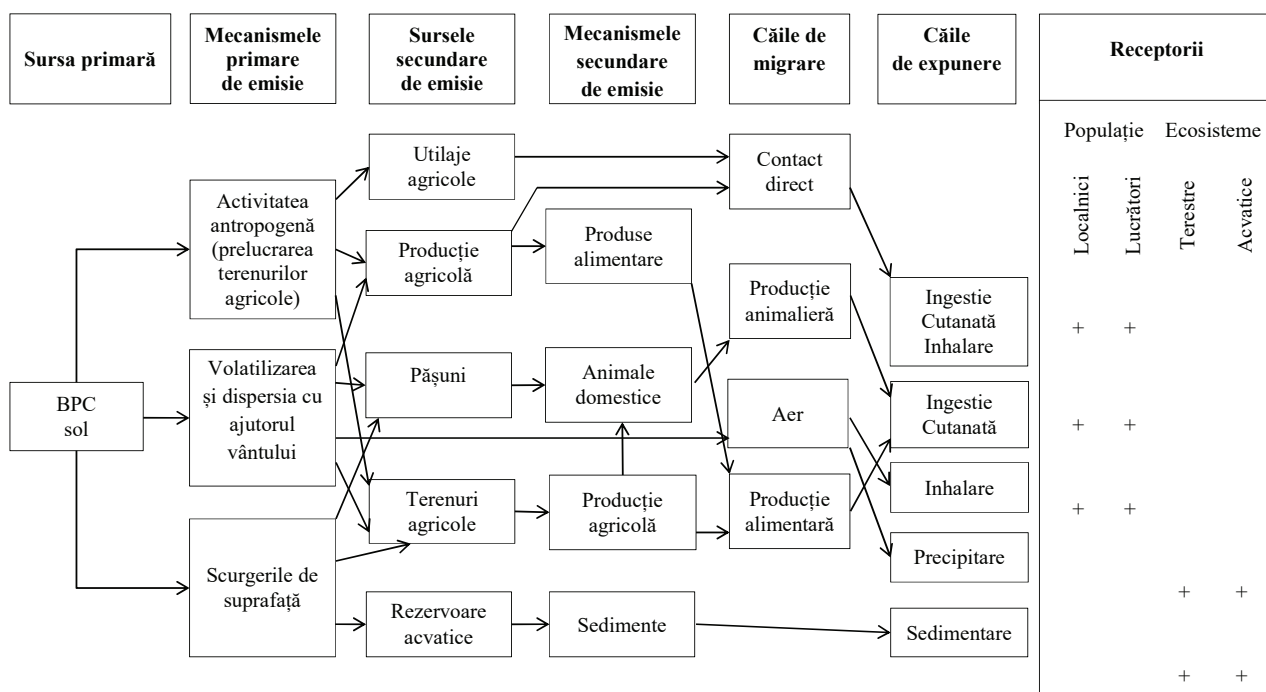 Sursa primară
Mecanismele
primare
de emisie
Sursele
secundare
de emisie
Mecanismele
secundare
de emisie
Căile de
migrare
Căile
de expunere
Receptorii
Populație Ecosisteme
Localnici
Lucrători
Terestre
Acvatice
BPC
sol
Activitatea
antropogenă
(prelucrarea
terenurilor
agricole)
Volatilizarea
și dispersia cu
ajutorul
vântului
Scurgerile de
suprafață
Utilaje
agricole
Producție
agricolă
Pășuni
Terenuri
agricole
Rezervoare
acvatice
Produse
alimentare
Animale
domestice
Producție
agricolă
Sedimente
Contact
direct
Producție
animalieră
Aer
Producție
alimentară
Ingestie
Cutanată
Inhalare
Ingestie
Cutanată
Inhalare
Precipitare
Sedimentare
+ +
+ +
+ +
+ +
+ +